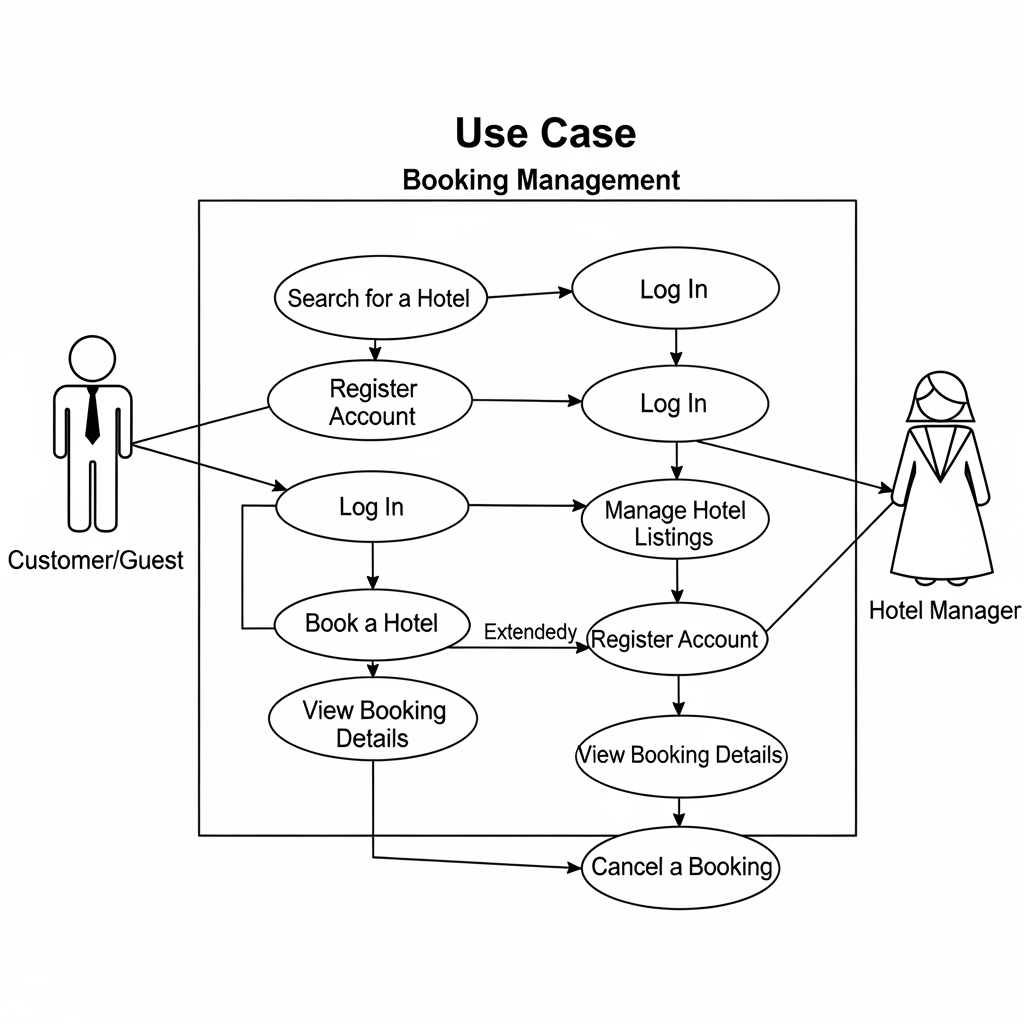 Use Case
Booking Management
Search for a Hotel
Log In
Register
Account
Log In
Log In
Manage Hotel
Listings
Customer/Guest
Hotel Manager
Book a Hotel
Extendedy
Register Account
View Booking
Details
View Booking Details
Cancel a Booking